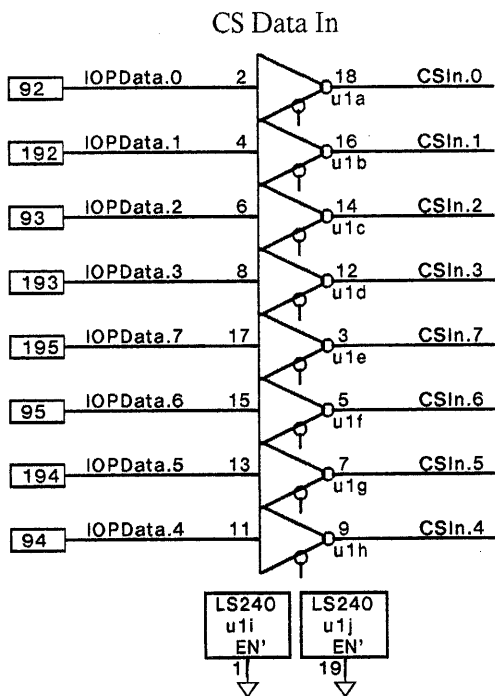 CS Data In
92 IOPData.0 2 18 u1a CSIn.0
192 IOPData.1 4 16 u1b CSIn.1
93 IOPData.2 6 14 u1c CSIn.2
193 IOPData.3 8 12 u1d CSIn.3
195 IOPData.7 17 3 u1e CSIn.7
95 IOPData.6 15 5 u1f CSIn.6
194 IOPData.5 13 7 u1g CSIn.5
94 IOPData.4 11 9 u1h CSIn.4
LS240 LS240
u1i u1j
EN' EN'
1 19